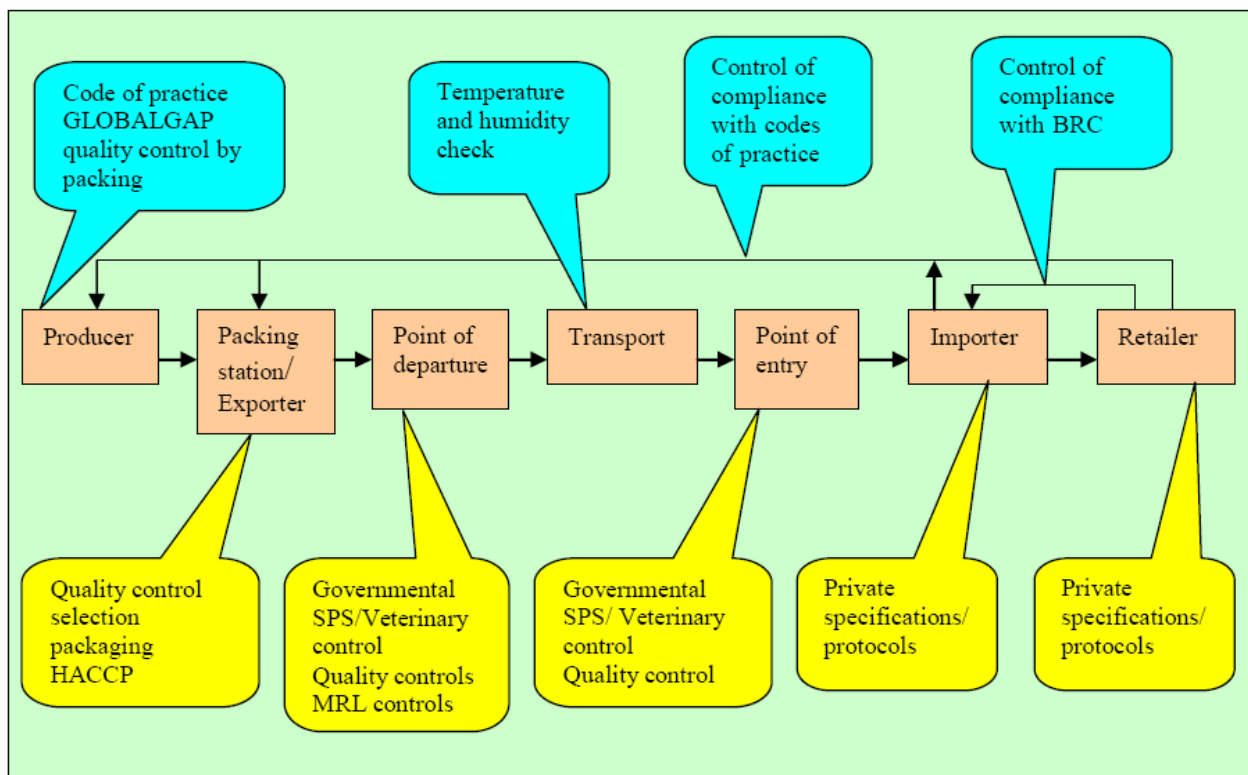 Code of practice
GLOBALGAP
quality control by
packing
Temperature
and humidity
check
Control of
compliance
with codes
of practice
Control of
compliance
with BRC
Producer
Packing
station/
Exporter
Point of
departure
Transport
Point of
entry
Importer
Retailer
Quality control
selection
packaging
HACCP
Governmental
SPS/Veterinary
control
Quality controls
MRL controls
Governmental
SPS/ Veterinary
control
Quality control
Private
specifications/
protocols
Private
specifications/
protocols